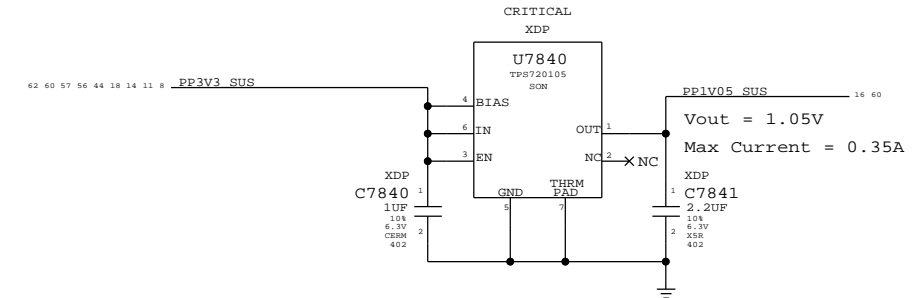 CRITICAL
XDP
U7840
TPS720105
SON
62 60 57 56 44 18 14 11 8 PP3V3_SUS
PP1V05_SUS 16 60
4 BIAS
Vout = 1.05V
6 IN
OUT 1
Max Current = 0.35A
3 EN
NC 2 NC
XDP
C7840 1
1UF
10%
6.3V
CERM
402
2
GND
5
THRM
PAD
7
XDP
1 C7841
2.2UF
10%
6.3V
X5R
402
2